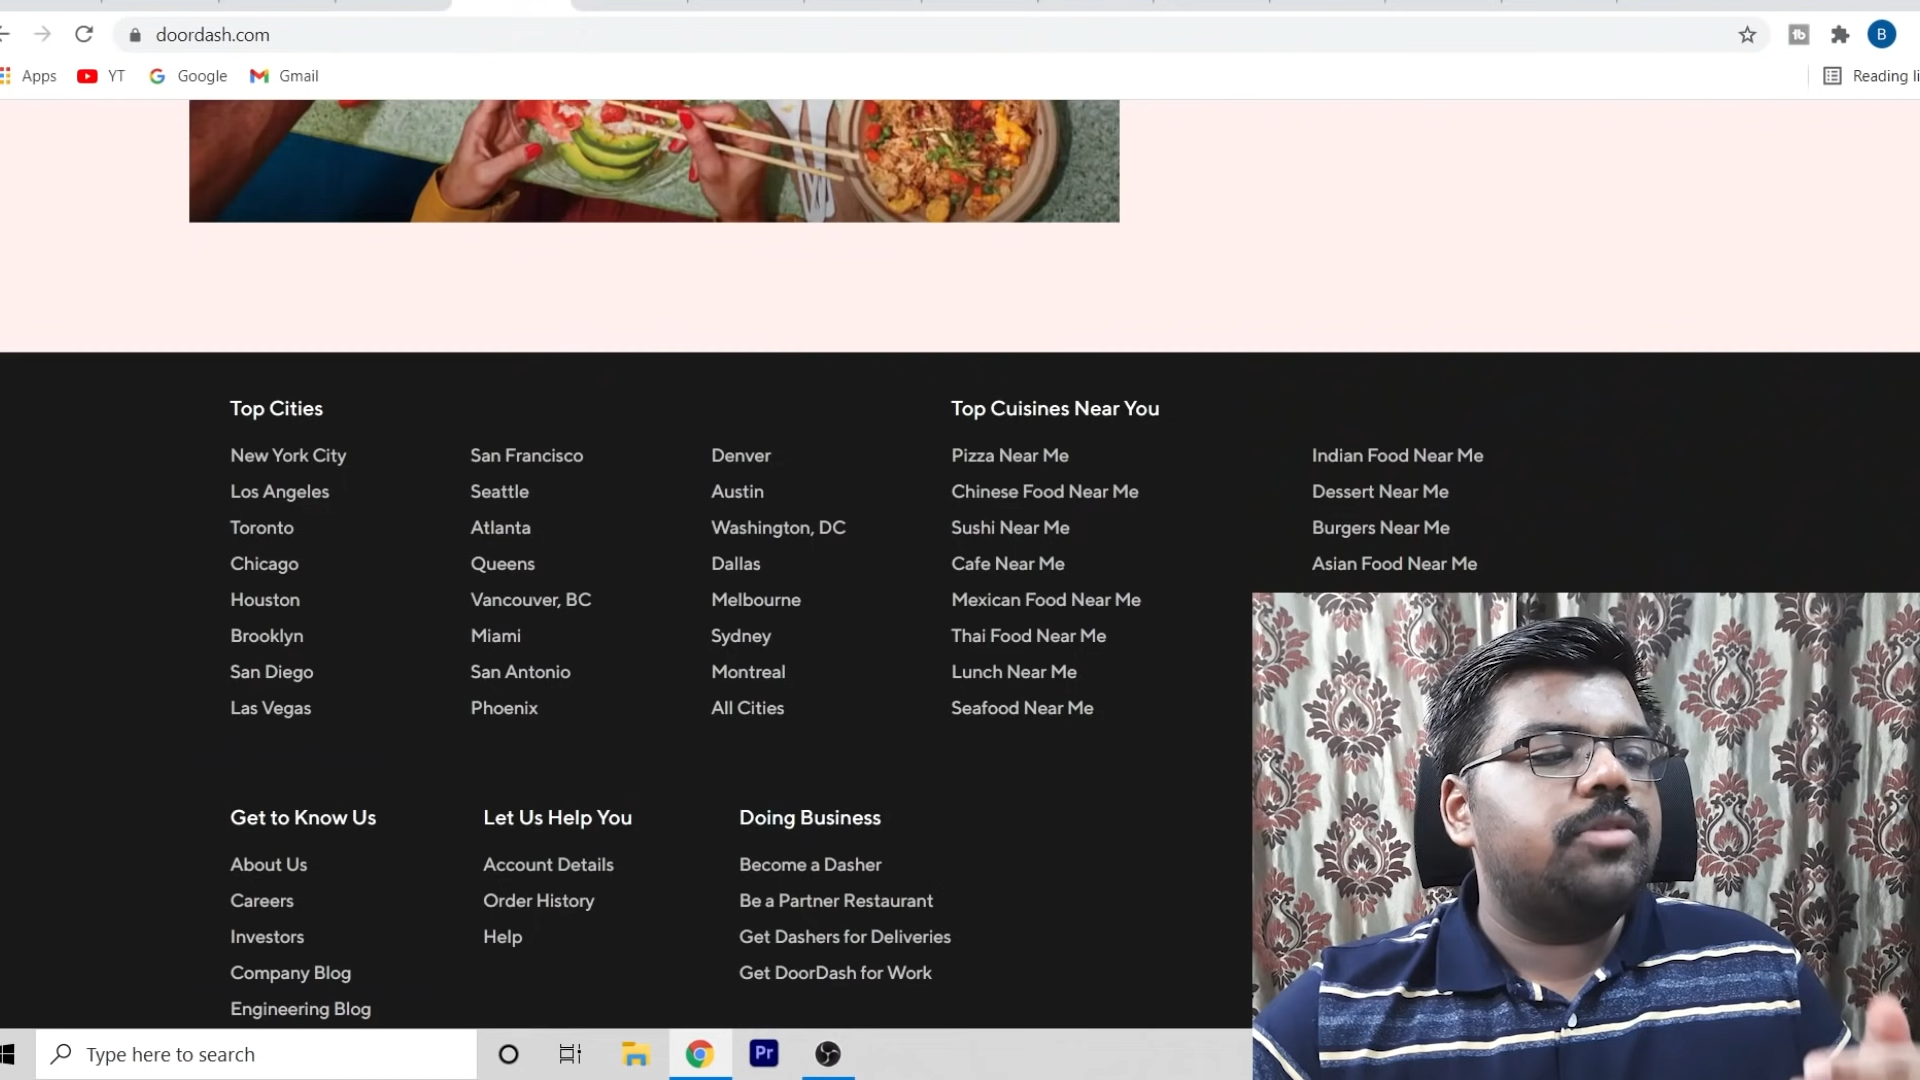 doordash.com
B
Apps YT Google Gmail
Reading li
Top Cities
New York City
Los Angeles
Toronto
Chicago
Houston
Brooklyn
San Diego
Las Vegas
San Francisco
Seattle
Atlanta
Queens
Vancouver, BC
Miami
San Antonio
Phoenix
Denver
Austin
Washington, DC
Dallas
Melbourne
Sydney
Montreal
All Cities
Top Cuisines Near You
Pizza Near Me
Chinese Food Near Me
Sushi Near Me
Cafe Near Me
Mexican Food Near Me
Thai Food Near Me
Lunch Near Me
Seafood Near Me
Indian Food Near Me
Dessert Near Me
Burgers Near Me
Asian Food Near Me
Get to Know Us
About Us
Careers
Investors
Company Blog
Engineering Blog
Let Us Help You
Account Details
Order History
Help
Doing Business
Become a Dasher
Be a Partner Restaurant
Get Dashers for Deliveries
Get DoorDash for Work
Type here to search
Pr